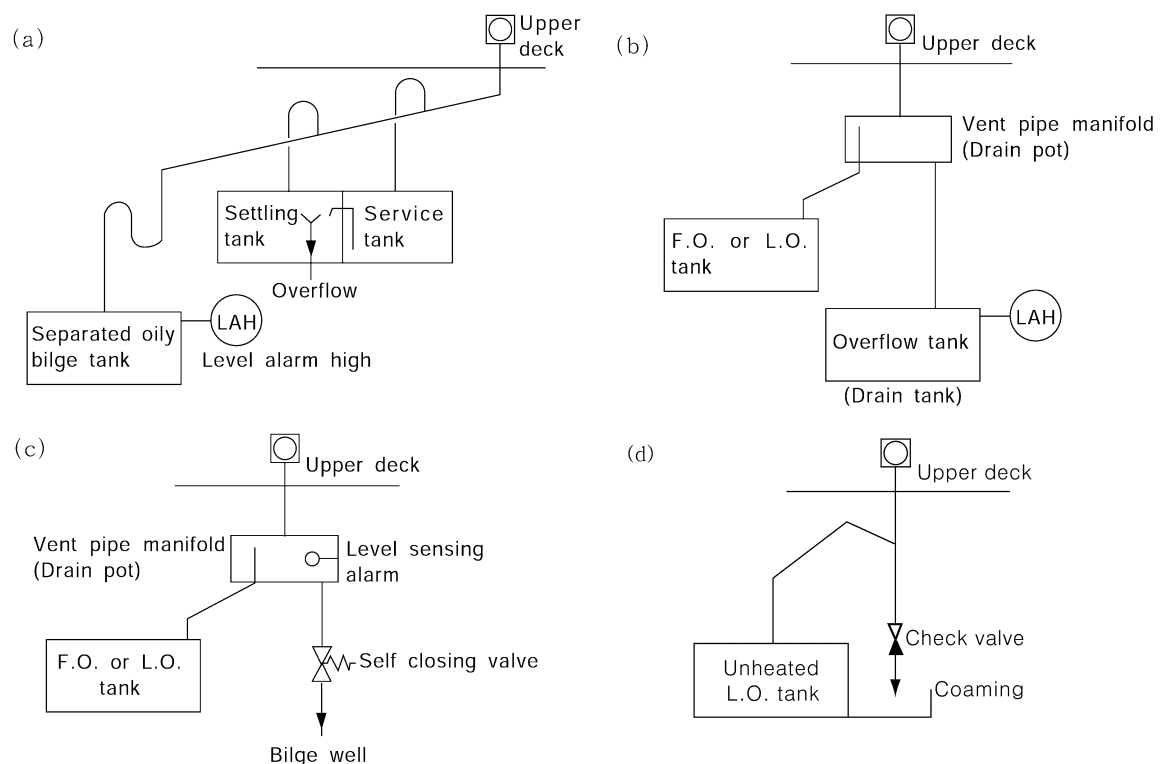 (a)
Upper
deck
Settling
tank
Service
tank
Overflow
Separated oily
bilge tank
LAH
Level alarm high
(b)
Upper deck
Vent pipe manifold
(Drain pot)
F.O. or L.O.
tank
LAH
Overflow tank
(Drain tank)
(c)
Upper deck
Vent pipe manifold
(Drain pot)
Level sensing
alarm
F.O. or L.O.
tank
Self closing valve
Bilge well
(d)
Upper deck
Check valve
Unheated
L.O. tank
Coaming